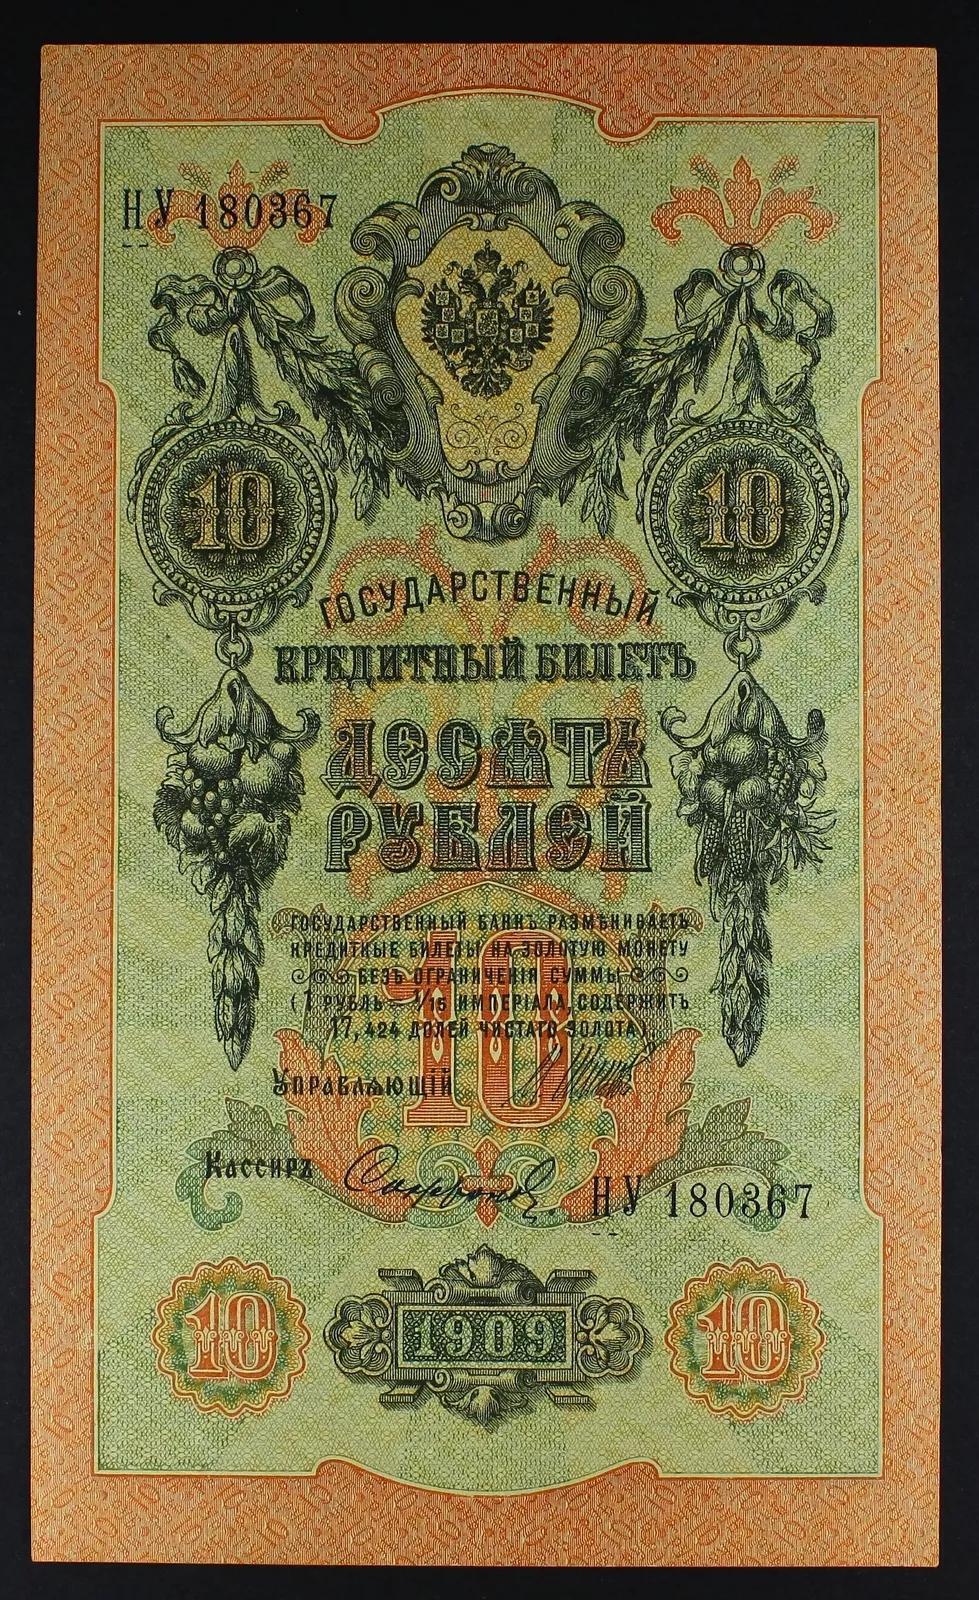 НУ 180367
10 10
ГОСУДАРСТВЕННЫЙ
КРЕДИТНЫЙ БИЛЕТЪ
ДЕСЯТЬ
РУБЛЕЙ
ГОСУДАРСТВЕННЫЙ БАНКЪ РАЗМѢНИВАЕТЪ
КРЕДИТНЫЕ БИЛЕТЫ НА ЗОЛОТУЮ МОНЕТУ
БЕЗЪ ОГРАНИЧЕНІЯ СУММЫ
(1 РУБЛЬ = 1/15 ИМПЕРІАЛА, СОДЕРЖИТЪ
17,424 ДОЛЕЙ ЧИСТАГО ЗОЛОТА)
10
УПРАВЛЯЮЩІЙ
КАССИРЪ
НУ 180367
10 1909 10